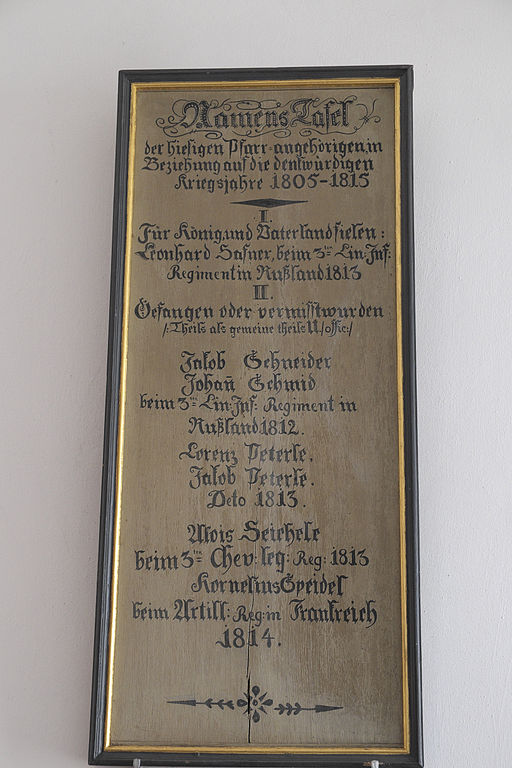 Namens Tafel
der hiesigen Pfarr-angehörigen, in
Beziehung auf die denkwürdigen
Kriegsjahre 1805-1815
I.
Für König, und Vaterland fielen:
Leonhard Hafner, beim 3ten Lin: Inf:
Regiment in Rußland 1813
II.
Gefangen oder vermisst wurden
/: Theils als gemeine theils U./offic:/
Jakob Schneider
Johañ Schmid
beim 3ten Lin: Inf: Regiment in
Rußland 1812.
Lorenz Peterle.
Jakob Peterle.
Deto 1813.
Alois Seichele
beim 3ten Chev: leg: Reg: 1813
Kornelius Speidel
beim Artill: Reg: in Frankreich
1814.